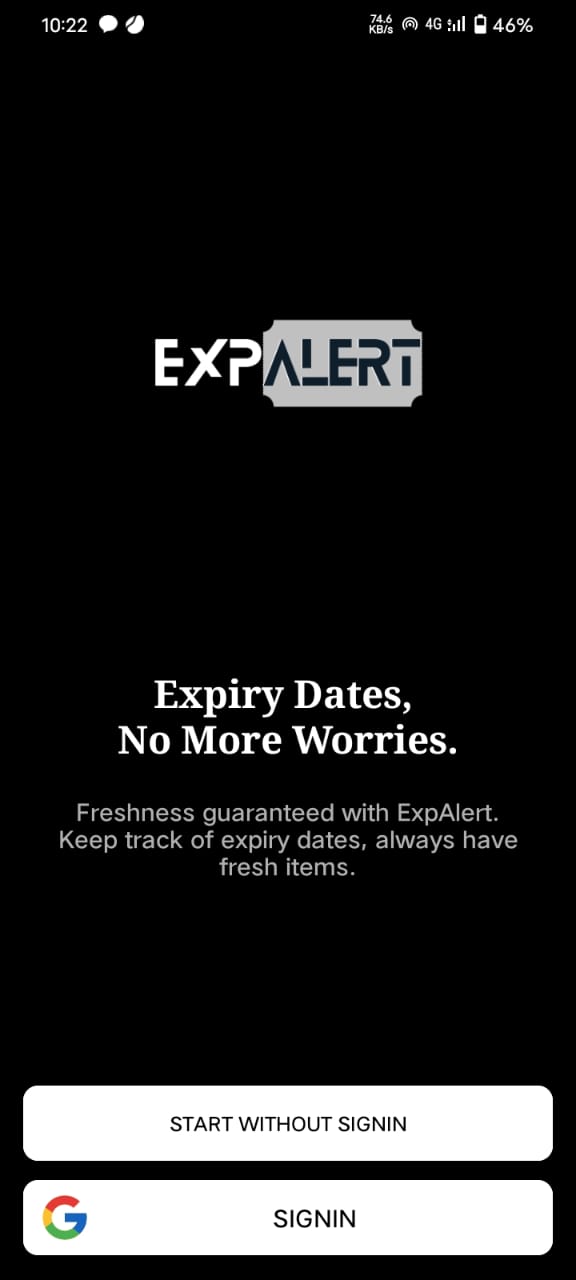 10:22
74.6
KB/s
4G
46%
EXPALERT
Expiry Dates,
No More Worries.
Freshness guaranteed with ExpAlert.
Keep track of expiry dates, always have
fresh items.
START WITHOUT SIGNIN
SIGNIN